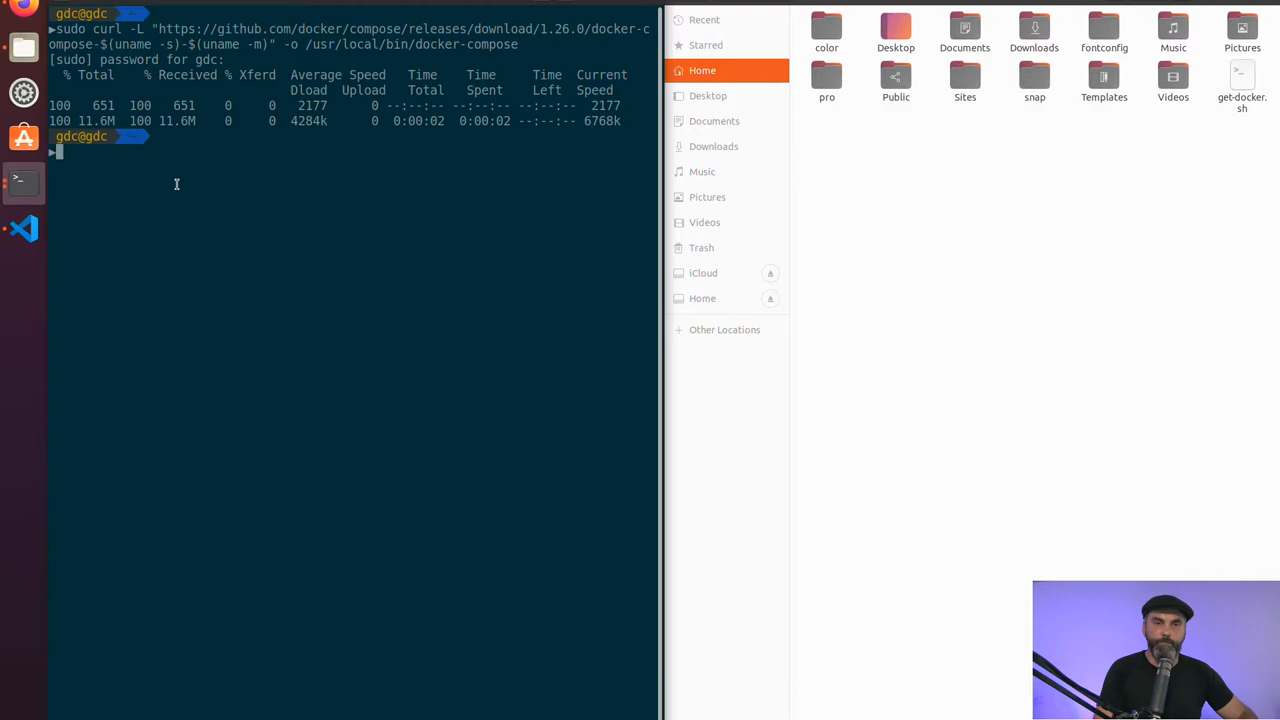 gdc@gdc ~
▶sudo curl -L "https://github.com/docker/compose/releases/download/1.26.0/docker-c
ompose-$(uname -s)-$(uname -m)" -o /usr/local/bin/docker-compose
[sudo] password for gdc:
% Total % Received % Xferd Average Speed Time Time Time Current
Dload Upload Total Spent Left Speed
100 651 100 651 0 0 2177 0 --:--:-- --:--:-- --:--:-- 2177
100 11.6M 100 11.6M 0 0 4284k 0 0:00:02 0:00:02 --:--:-- 6768k
gdc@gdc ~
▶
Recent
Starred
Home
Desktop
Documents
Downloads
Music
Pictures
Videos
Trash
iCloud
Home
+ Other Locations
color Desktop Documents Downloads fontconfig Music Pictures
pro Public Sites snap Templates Videos get-docker.
sh